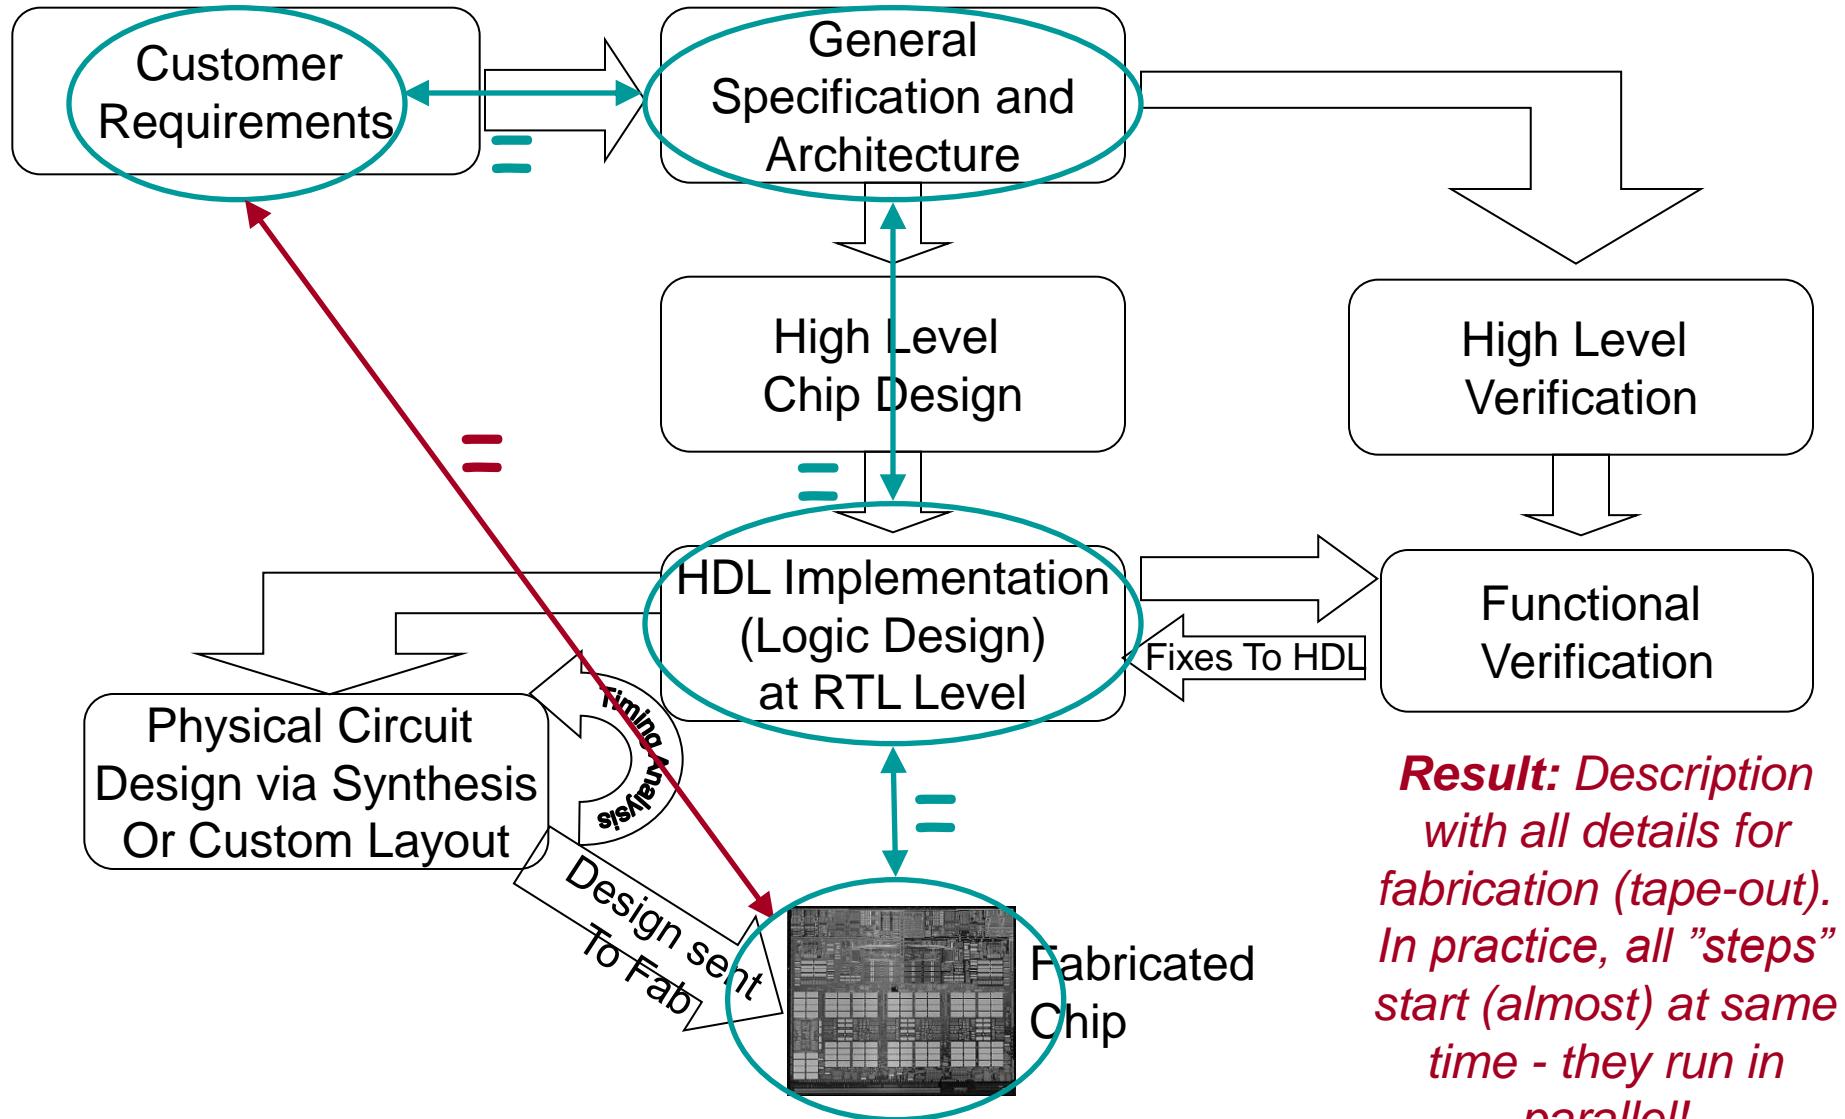 Customer
Requirements
General
Specification and
Architecture
=
High Level
Chip Design
High Level
Verification
=
=
HDL Implementation
(Logic Design)
at RTL Level
Fixes To HDL
Functional
Verification
Physical Circuit
Design via Synthesis
Or Custom Layout
Timing Analysis
=
Design sent
To Fab
Fabricated
Chip
Result: Description
with all details for
fabrication (tape-out).
In practice, all ”steps”
start (almost) at same
time - they run in